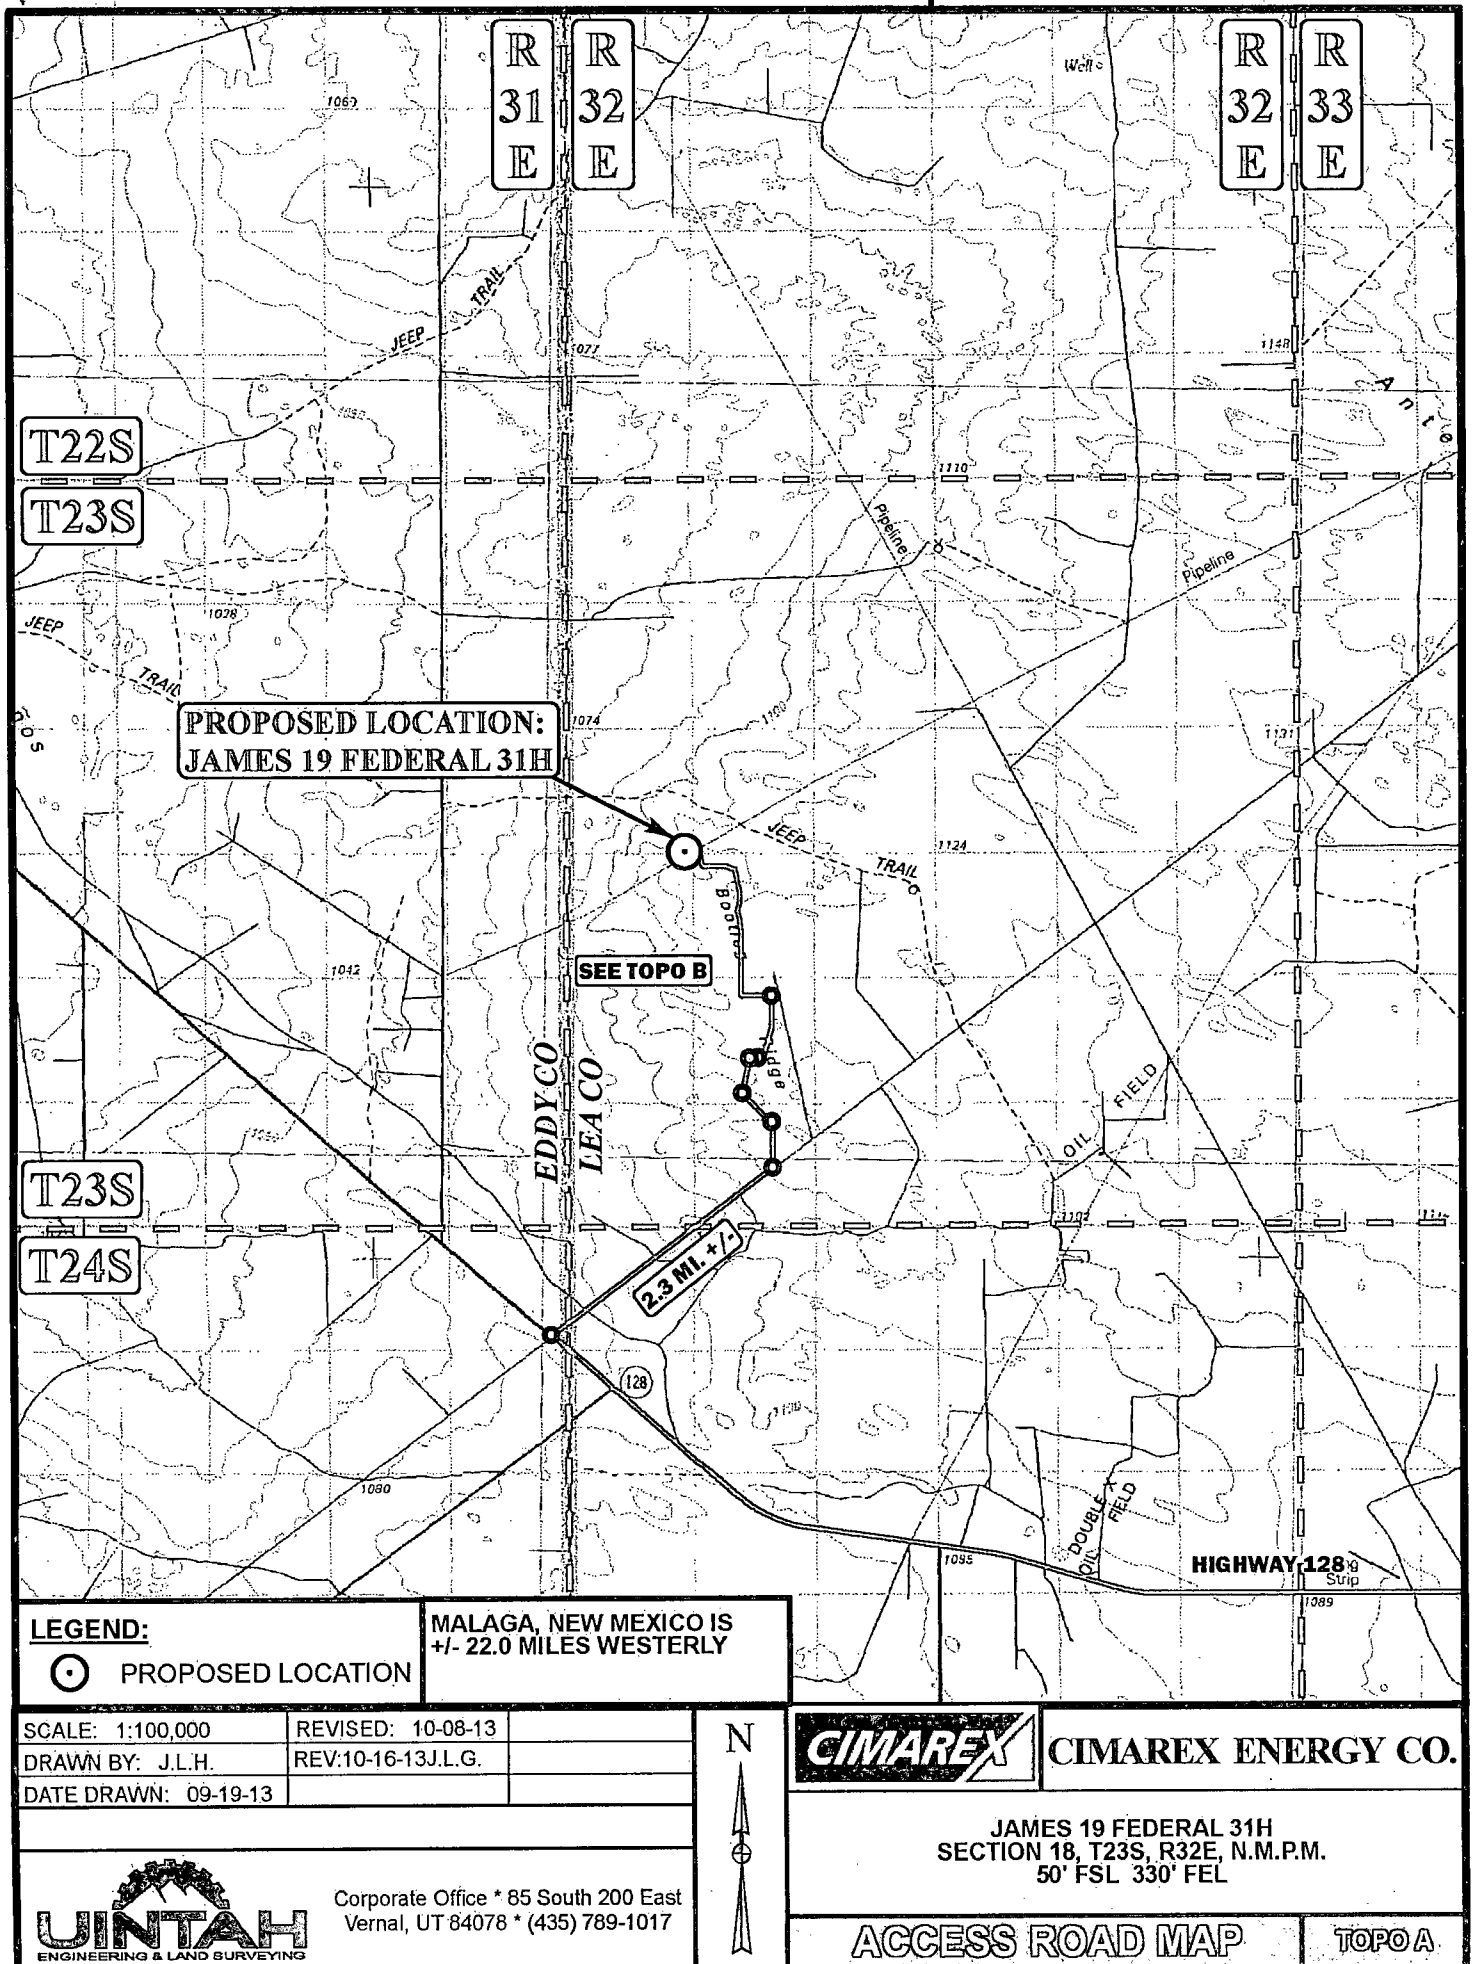 R
31
E
R
32
E
R
32
E
R
33
E
Well
1069
TRAIL
JEEP
1077
1148
T22S
T23S
1110
Pipeline
Pipeline
1028
JEEP
TRAIL
PROPOSED LOCATION:
JAMES 19 FEDERAL 31H
1074
1100
1131
JEEP
TRAIL
1124
SEE TOPO B
1042
EDDY CO
LEA CO
FIELD
OIL
T23S
T24S
1102
2.3 MI. +/-
128
1080
DOUBLE X
OIL FIELD
1095
HIGHWAY 128
Strip
1089
LEGEND:
PROPOSED LOCATION
MALAGA, NEW MEXICO IS
+/- 22.0 MILES WESTERLY
SCALE: 1:100,000
REVISED: 10-08-13
DRAWN BY: J.L.H.
REV:10-16-13J.L.G.
DATE DRAWN: 09-19-13
N
CIMAREX
CIMAREX ENERGY CO.
JAMES 19 FEDERAL 31H
SECTION 18, T23S, R32E, N.M.P.M.
50' FSL 330' FEL
UINTAH
ENGINEERING & LAND SURVEYING
Corporate Office * 85 South 200 East
Vernal, UT 84078 * (435) 789-1017
ACCESS ROAD MAP
TOPO A